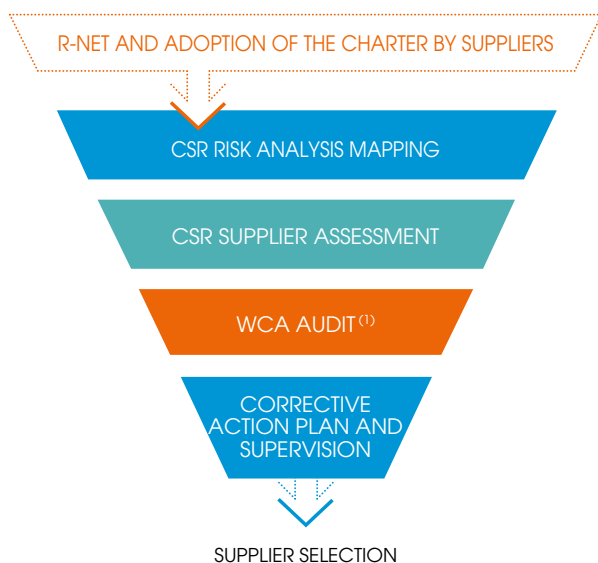 R-NET AND ADOPTION OF THE CHARTER BY SUPPLIERS
CSR RISK ANALYSIS MAPPING
CSR SUPPLIER ASSESSMENT
WCA AUDIT (1)
CORRECTIVE
ACTION PLAN AND
SUPERVISION
SUPPLIER SELECTION